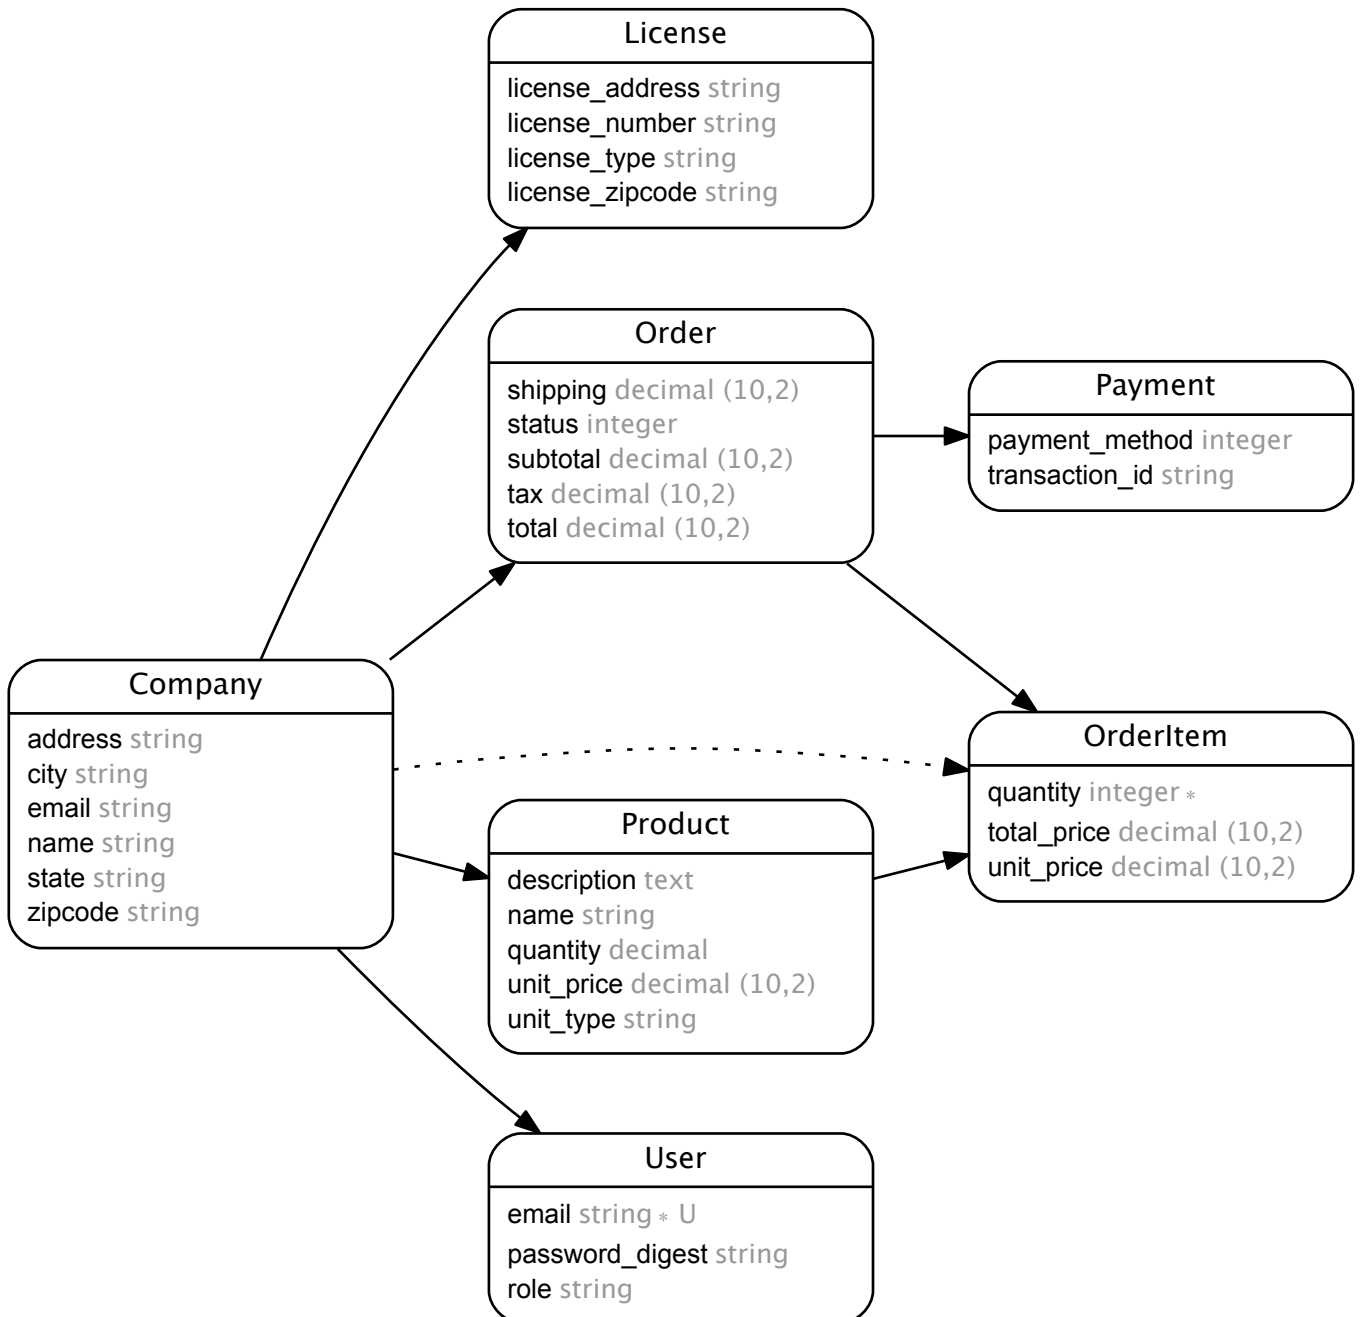 License
license_address string
license_number string
license_type string
license_zipcode string
Order
shipping decimal (10,2)
status integer
subtotal decimal (10,2)
tax decimal (10,2)
total decimal (10,2)
Payment
payment_method integer
transaction_id string
Company
address string
city string
email string
name string
state string
zipcode string
OrderItem
quantity integer *
total_price decimal (10,2)
unit_price decimal (10,2)
Product
description text
name string
quantity decimal
unit_price decimal (10,2)
unit_type string
User
email string * U
password_digest string
role string